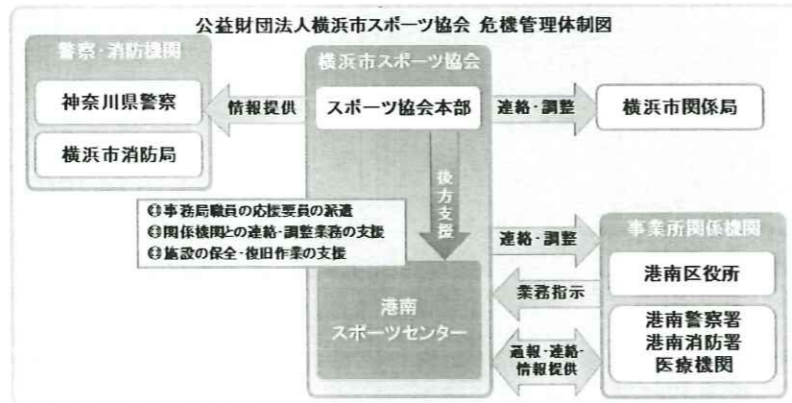 公益財団法人横浜市スポーツ協会 危機管理体制図
警察・消防機関
神奈川県警察
横浜市消防局
情報提供
横浜市スポーツ協会
スポーツ協会本部
連絡・調整
横浜市関係局
後方支援
事務局職員の応援要員の派遣
関係機関との連絡・調整業務の支援
施設の保全・復旧作業の支援
港南
スポーツセンター
連絡・調整
業務指示
通報・連絡・
情報提供
事業所関係機関
港南区役所
港南警察署
港南消防署
医療機関